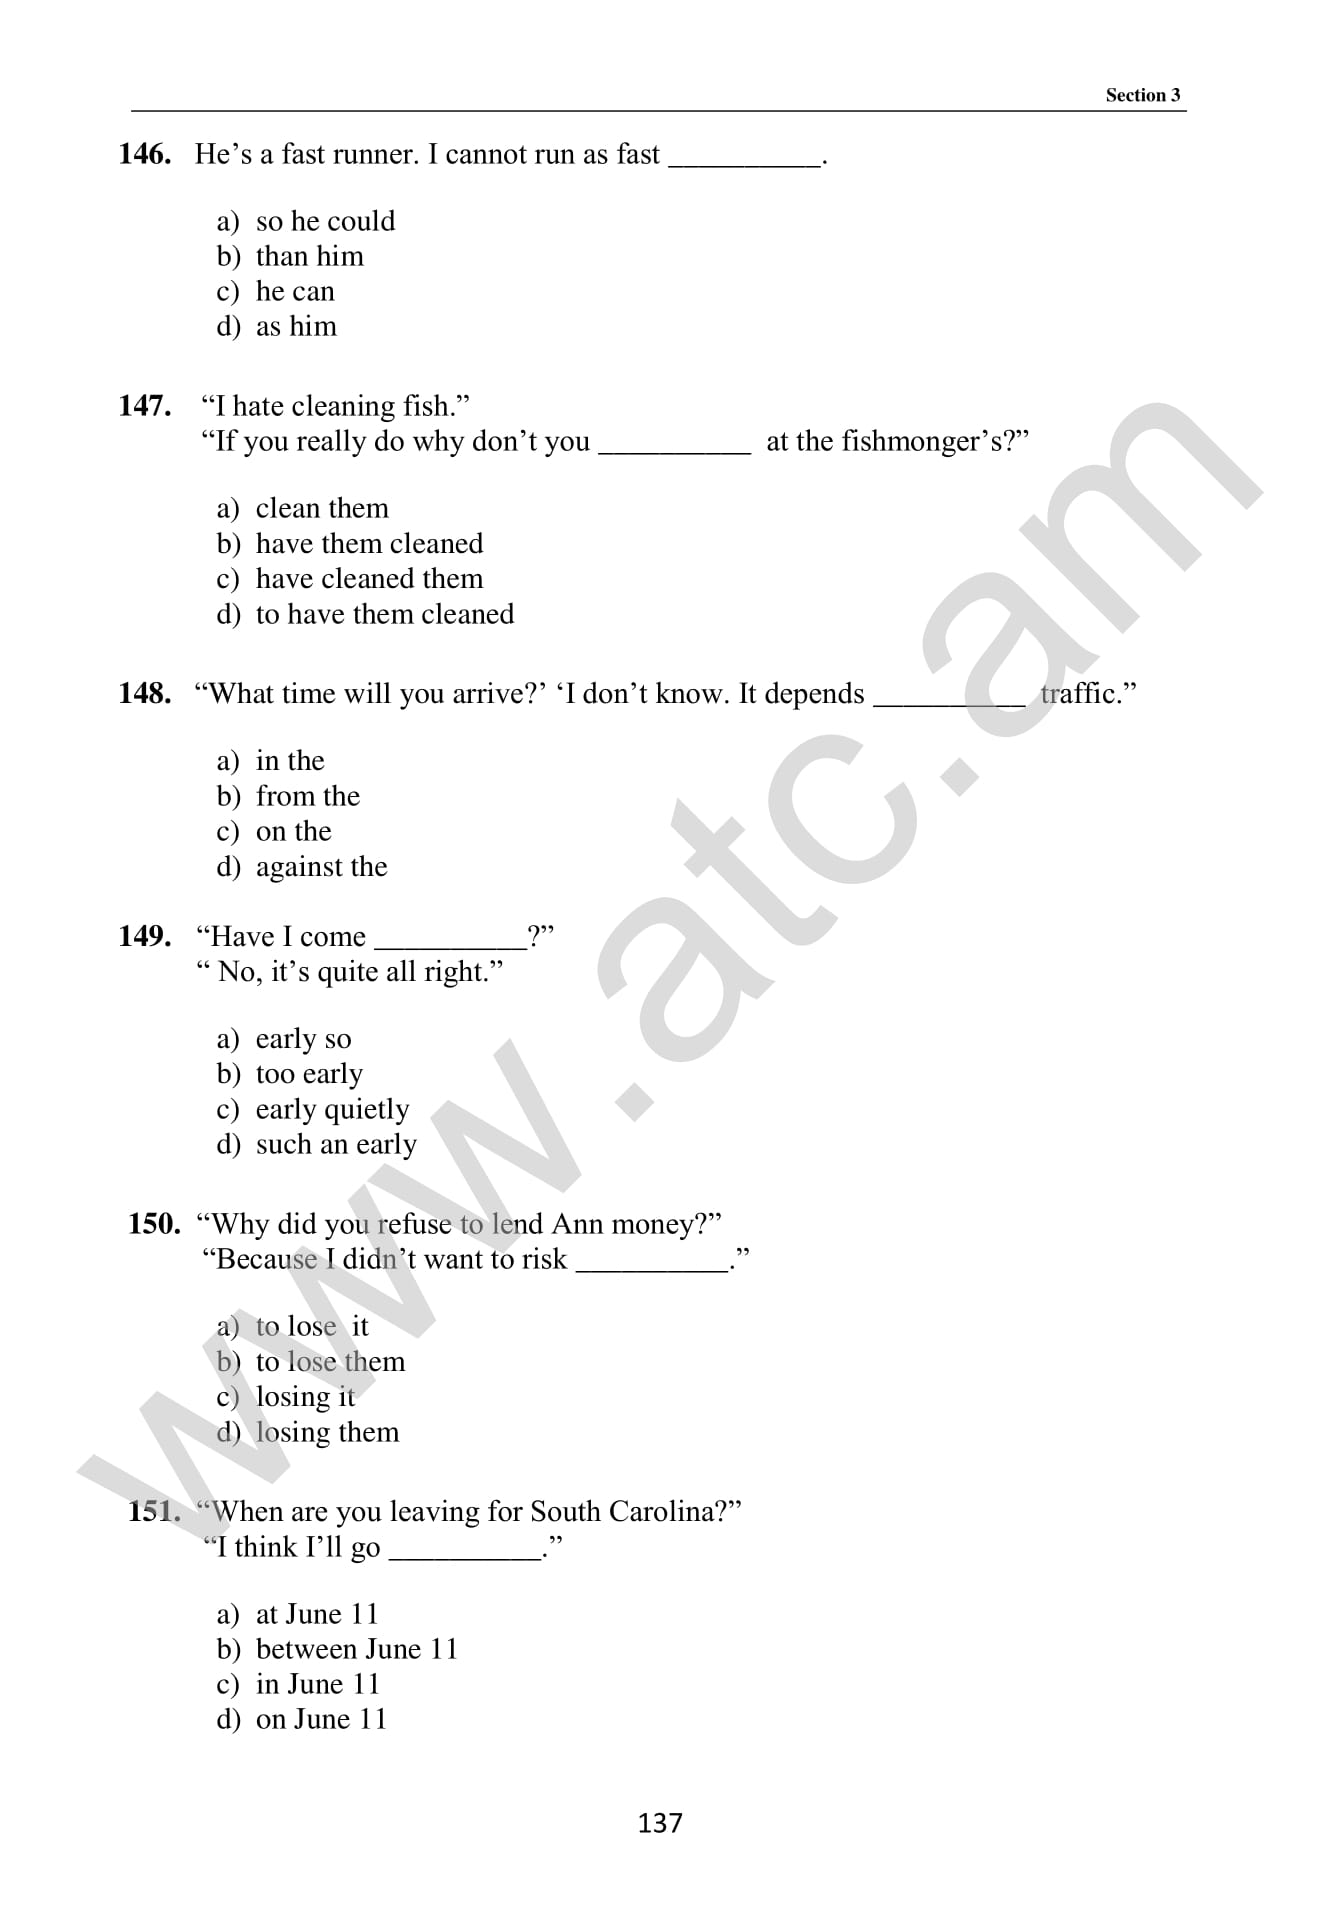 Section 3
146. He’s a fast runner. I cannot run as fast __________.
a) so he could
b) than him
c) he can
d) as him
147. “I hate cleaning fish.”
“If you really do why don’t you __________ at the fishmonger’s?”
a) clean them
b) have them cleaned
c) have cleaned them
d) to have them cleaned
148. “What time will you arrive?’ ‘I don’t know. It depends __________ traffic.”
a) in the
b) from the
c) on the
d) against the
149. “Have I come __________?”
“ No, it’s quite all right.”
a) early so
b) too early
c) early quietly
d) such an early
150. “Why did you refuse to lend Ann money?”
“Because I didn’t want to risk __________.”
a) to lose it
b) to lose them
c) losing it
d) losing them
151. “When are you leaving for South Carolina?”
“I think I’ll go __________.”
a) at June 11
b) between June 11
c) in June 11
d) on June 11
137
www.atc.am